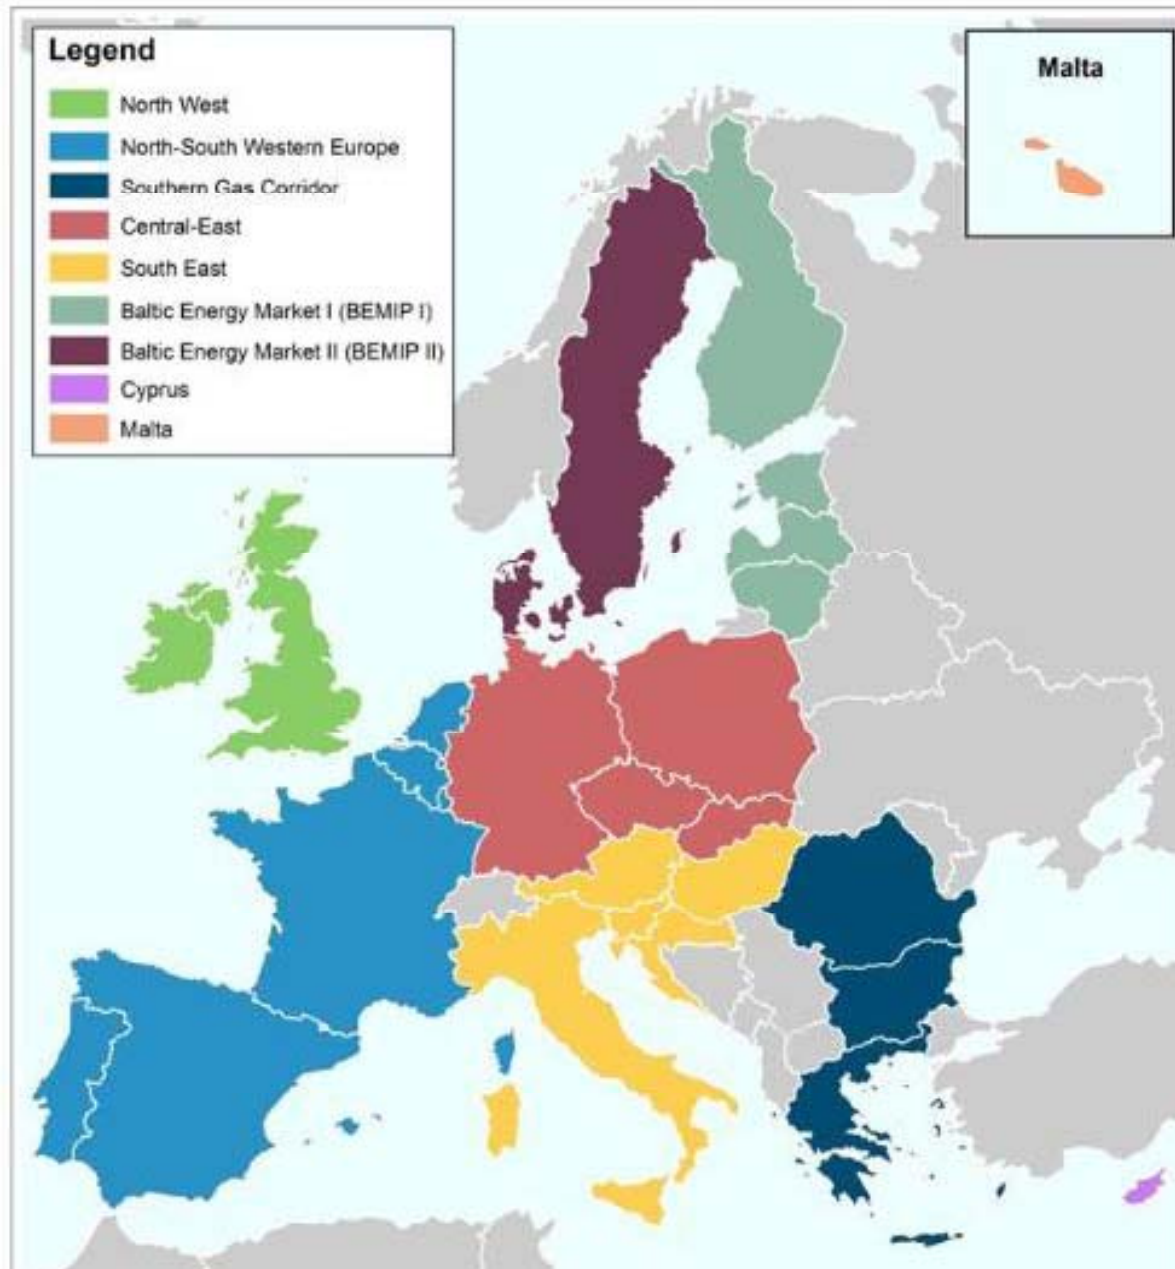 Legend
North West
North-South Western Europe
Southern Gas Corridor
Central-East
South East
Baltic Energy Market I (BEMIP I)
Baltic Energy Market II (BEMIP II)
Cyprus
Malta
Malta